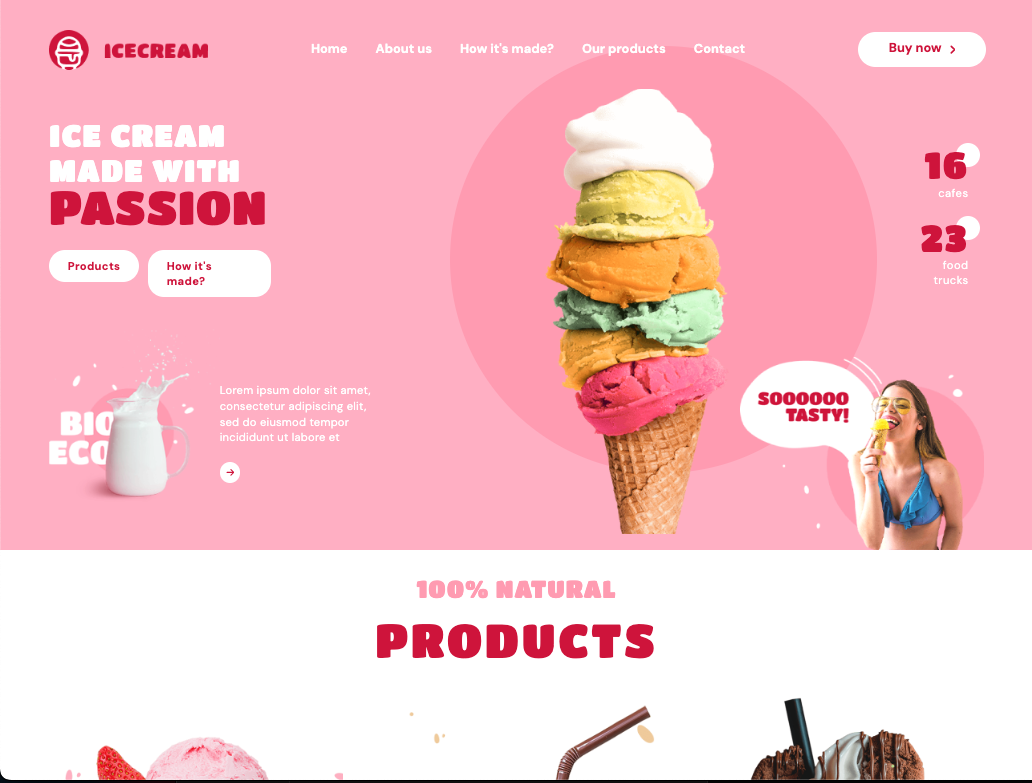 ICECREAM
Home
About us
How it's made?
Our products
Contact
Buy now
ICE CREAM
MADE WITH
PASSION
Products
How it's
made?
16
cafes
23
food
trucks
BIO
ECO
Lorem ipsum dolor sit amet,
consectetur adipiscing elit,
sed do eiusmod tempor
incididunt ut labore et
SOOOOOO
TASTY!
100% NATURAL
PRODUCTS